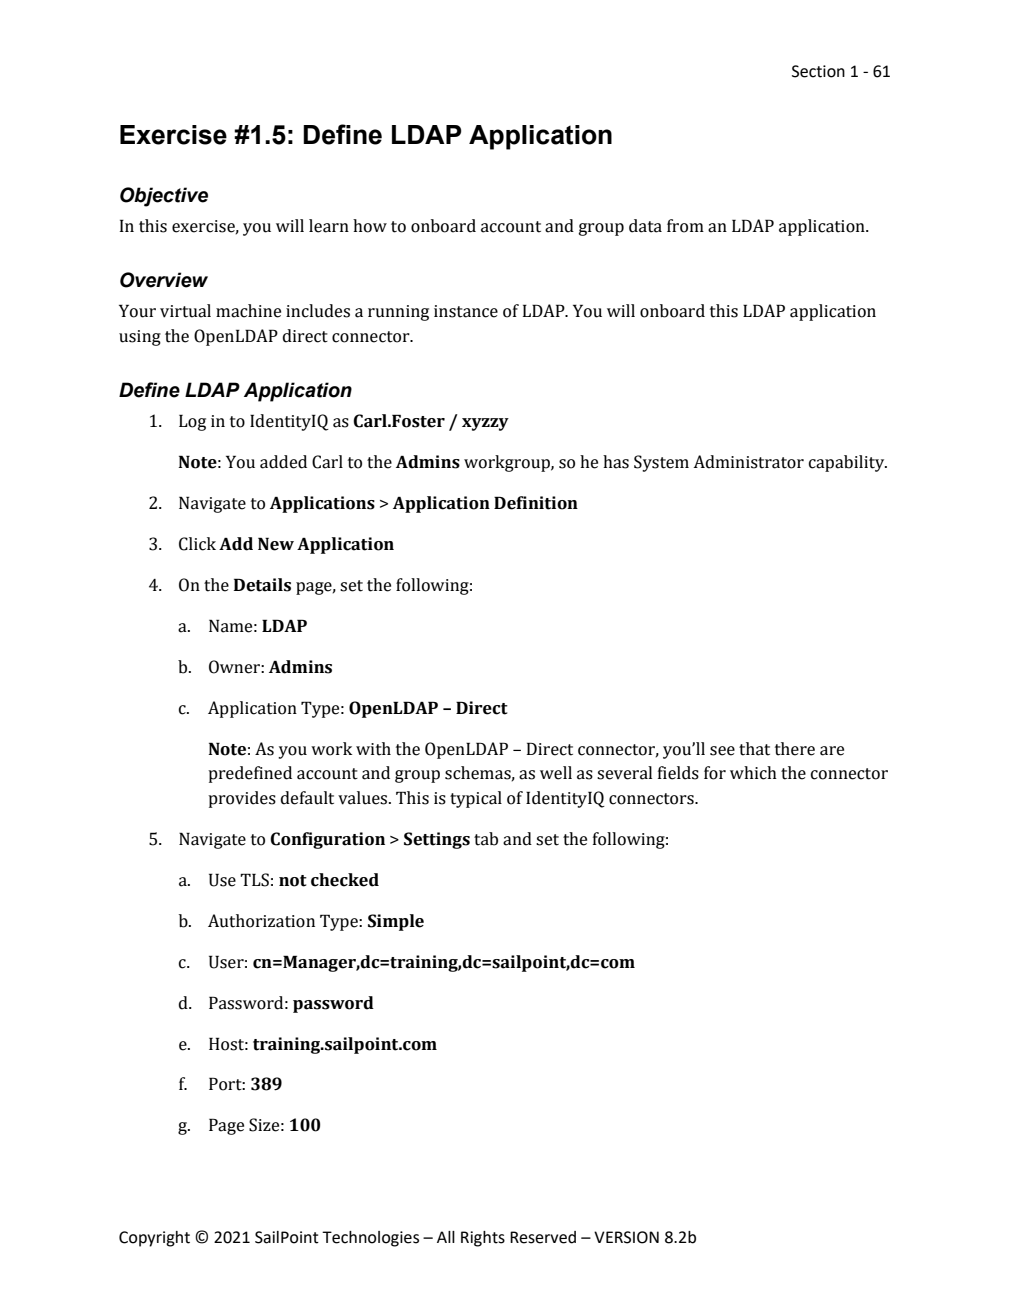 Section 1 - 61
Exercise #1.5: Define LDAP Application
Objective
In this exercise, you will learn how to onboard account and group data from an LDAP application.
Overview
Your virtual machine includes a running instance of LDAP. You will onboard this LDAP application
using the OpenLDAP direct connector.
Define LDAP Application
1. Log in to IdentityIQ as Carl.Foster / xyzzy
Note: You added Carl to the Admins workgroup, so he has System Administrator capability.
2. Navigate to Applications > Application Definition
3. Click Add New Application
4. On the Details page, set the following:
a. Name: LDAP
b. Owner: Admins
c. Application Type: OpenLDAP – Direct
Note: As you work with the OpenLDAP – Direct connector, you’ll see that there are
predefined account and group schemas, as well as several fields for which the connector
provides default values. This is typical of IdentityIQ connectors.
5. Navigate to Configuration > Settings tab and set the following:
a. Use TLS: not checked
b. Authorization Type: Simple
c. User: cn=Manager,dc=training,dc=sailpoint,dc=com
d. Password: password
e. Host: training.sailpoint.com
f. Port: 389
g. Page Size: 100
Copyright © 2021 SailPoint Technologies – All Rights Reserved – VERSION 8.2b